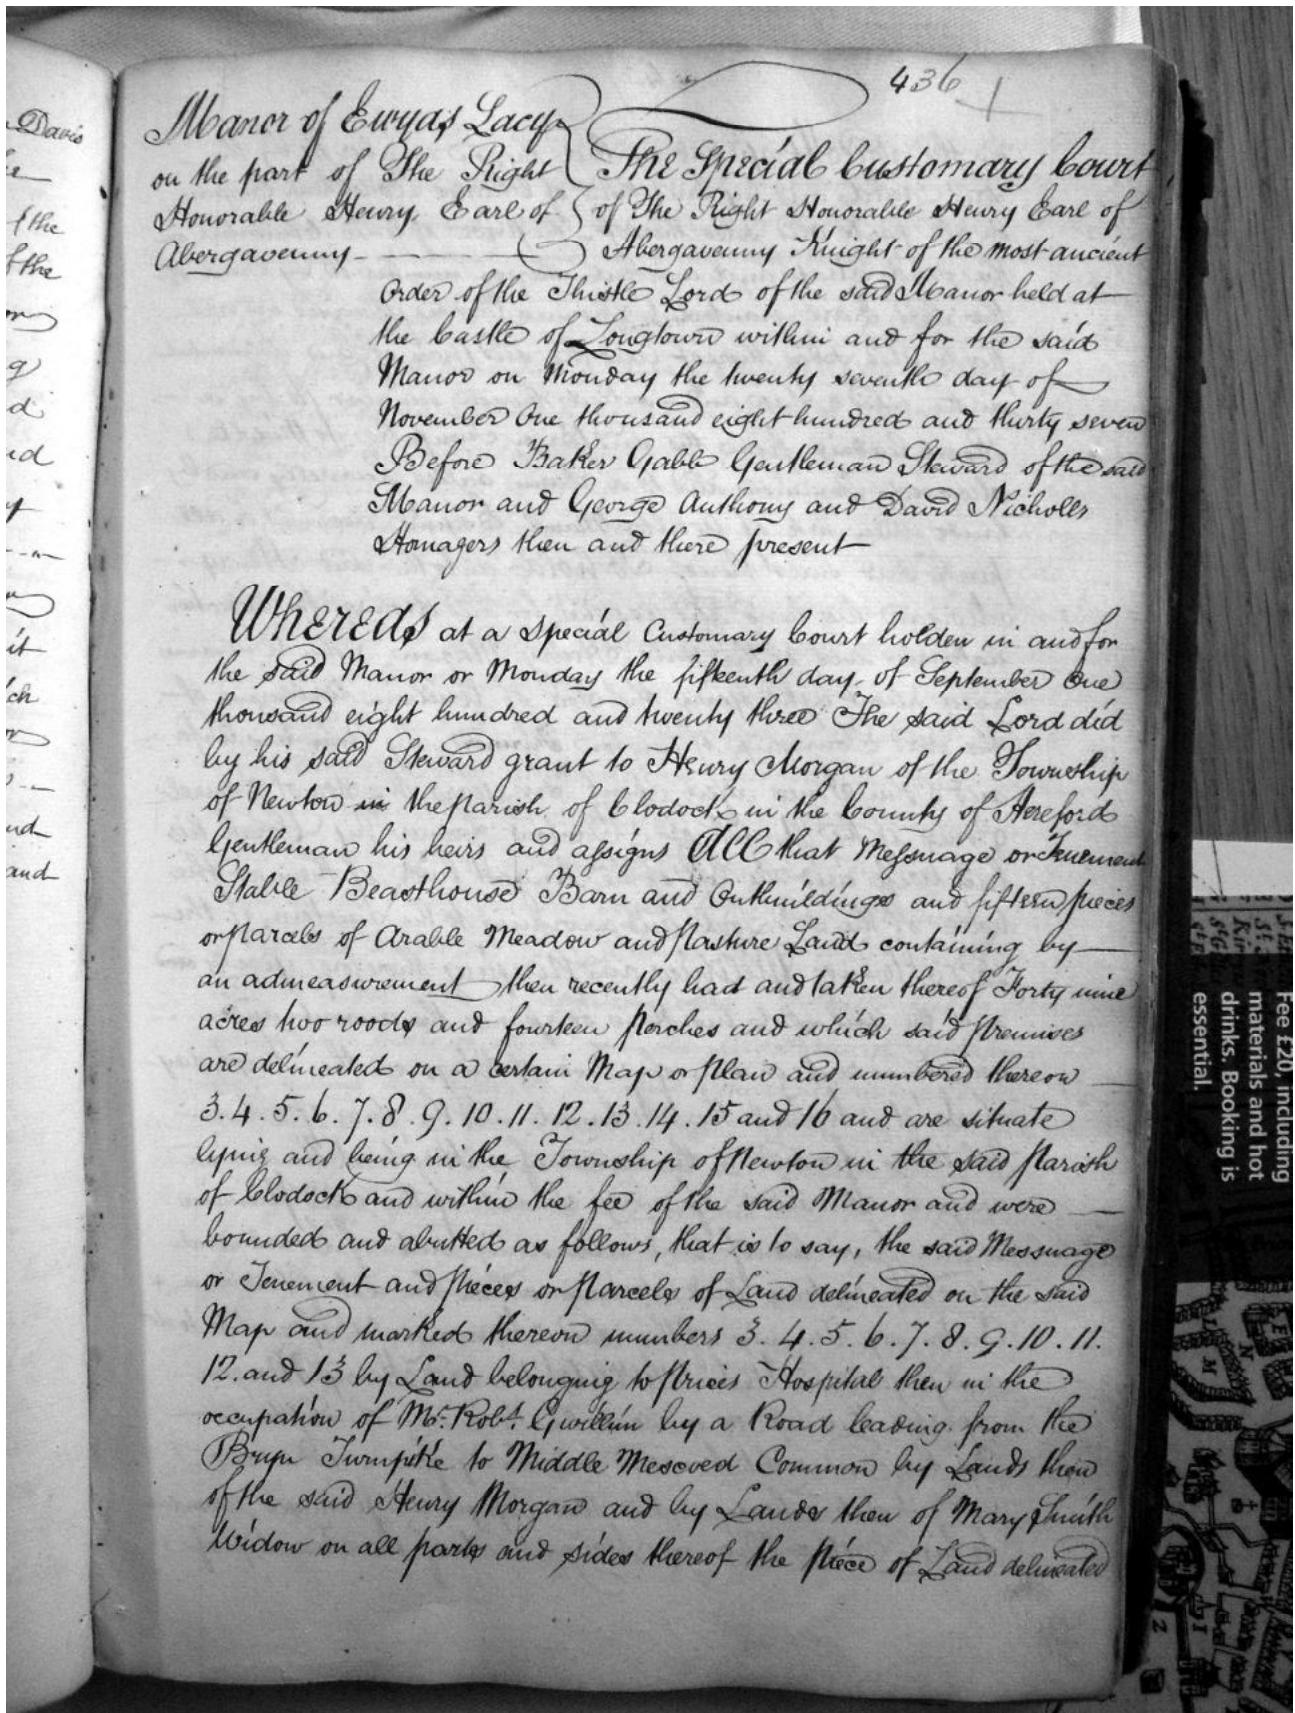 436
Manor of Ewyas Lacy
on the part of The Right
Honorable Henry Earl of
Abergavenny
The Special Customary Court
of The Right Honorable Henry Earl of
Abergavenny Knight of the most ancient
Order of the Thistle Lord of the said Manor held at
the Castle of Longtown within and for the said
Manor on Monday the twenty seventh day of
November One thousand eight hundred and thirty seven
Before Baker Gabb Gentleman Steward of the said
Manor and George Anthony and David Nicholls
Homagers then and there present
Whereas at a Special Customary Court holden in and for
the said Manor or Monday the fifteenth day of September One
thousand eight hundred and twenty three The said Lord did
by his said Steward grant to Henry Morgan of the Township
of Newton in the parish of Clodock in the County of Hereford
Gentleman his heirs and assigns All that Messuage or Tenement
Stable Beasthouse Barn and Outbuildings and fifteen pieces
or parcels of Arable Meadow and Pasture Land containing by
an admeasurement then recently had and taken thereof Forty nine
acres two roods and fourteen perches and which said premises
are delineated on a certain Map or plan and numbered thereon
3. 4. 5. 6. 7. 8. 9. 10. 11. 12. 13. 14. 15 and 16 and are situate
lying and being in the Township of Newton in the said Parish
of Clodock and within the fee of the said Manor and were
bounded and abutted as follows, that is to say, the said Messuage
or Tenement and pieces or parcels of Land delineated on the said
Map and marked thereon numbers 3. 4. 5. 6. 7. 8. 9. 10. 11.
12. and 13 by Land belonging to Prices Hospital then in the
occupation of Mr. Robt. Gwillim by a Road leading from the
Bryn Turnpike to Middle Mescoed Common by Lands then
of the said Henry Morgan and by Lands then of Mary Smith
Widow on all parts and sides thereof the piece of Land delineated
Davis
the
f the
and
Fee £20, including
materials and hot
drinks. Booking is
essential.